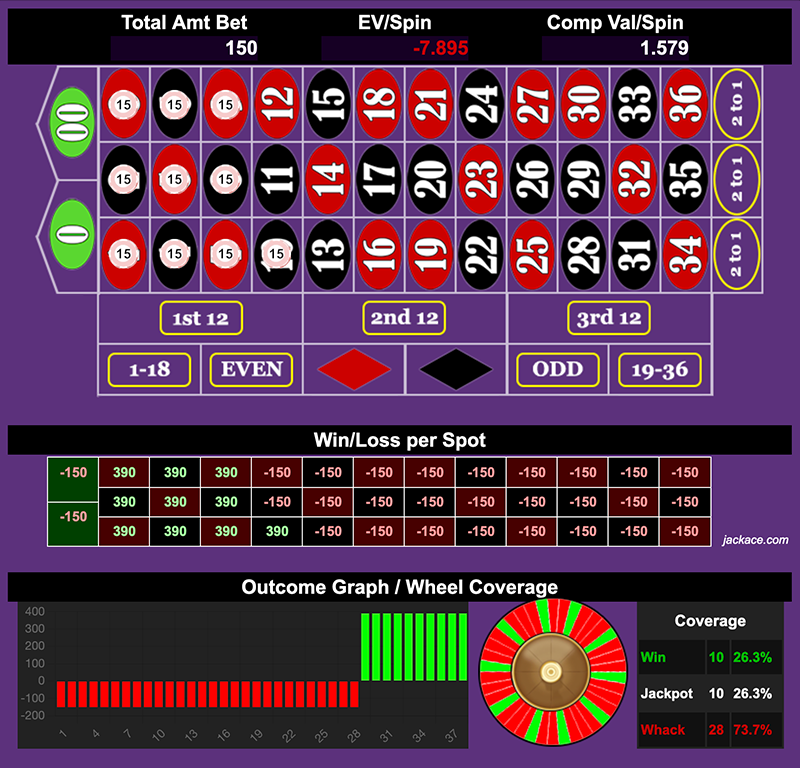 Total Amt Bet EV/Spin Comp Val/Spin
150 -7.895 1.579
00 15 15 15 12 15 18 21 24 27 30 33 36 2 to 1
15 15 15 11 14 17 20 23 26 29 32 35 2 to 1
0 15 15 15 15 13 16 19 22 25 28 31 34 2 to 1
1st 12 2nd 12 3rd 12
1-18 EVEN ODD 19-36
Win/Loss per Spot
-150 390 390 390 -150 -150 -150 -150 -150 -150 -150 -150 -150
390 390 390 -150 -150 -150 -150 -150 -150 -150 -150 -150
-150 390 390 390 390 -150 -150 -150 -150 -150 -150 -150 -150
jackace.com
Outcome Graph / Wheel Coverage
400
300
200
100
0
-100
-200
1 4 7 10 13 16 19 22 25 28 31 34 37
Coverage
Win 10 26.3%
Jackpot 10 26.3%
Whack 28 73.7%